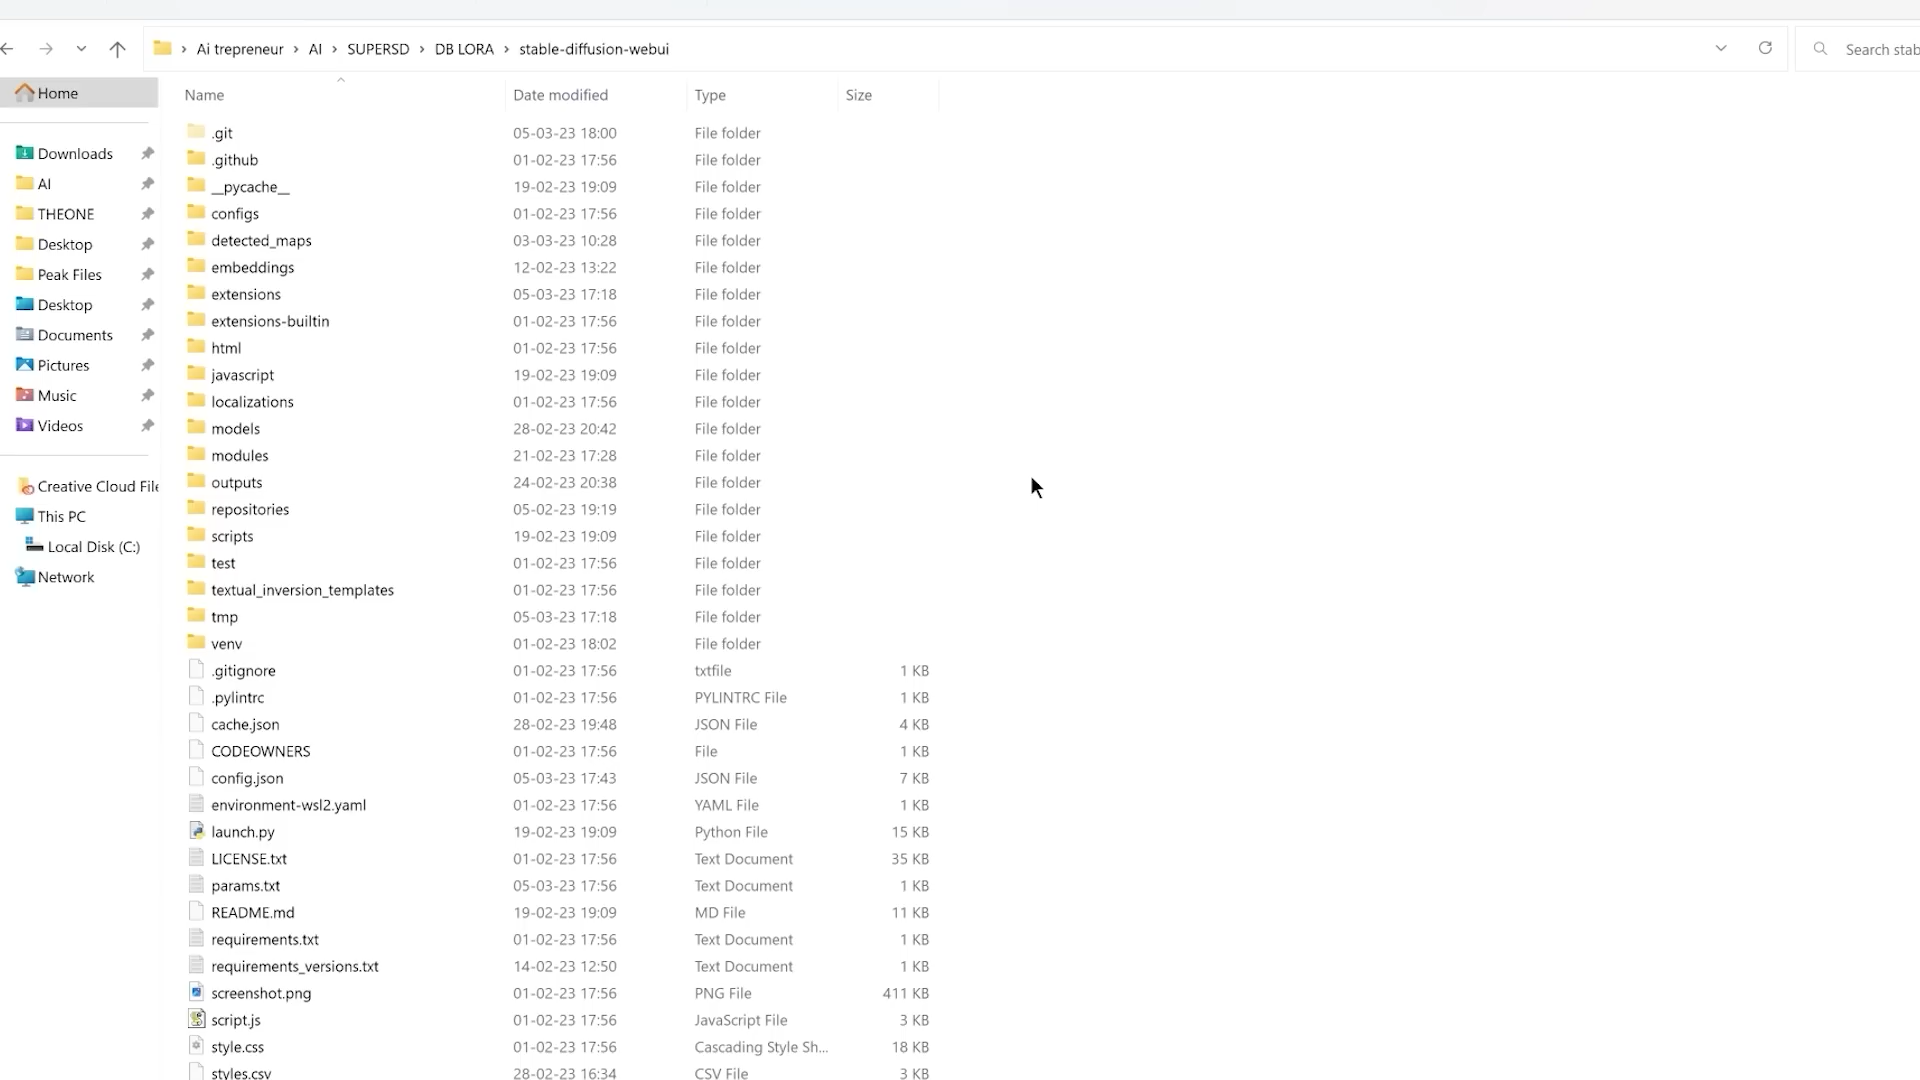 Ai trepreneur > AI > SUPERSD > DB LORA > stable-diffusion-webui
Search stab
Home
Downloads
AI
THEONE
Desktop
Peak Files
Desktop
Documents
Pictures
Music
Videos
Creative Cloud File
This PC
Local Disk (C:)
Network
Name Date modified Type Size
.git 05-03-23 18:00 File folder
.github 01-02-23 17:56 File folder
__pycache__ 19-02-23 19:09 File folder
configs 01-02-23 17:56 File folder
detected_maps 03-03-23 10:28 File folder
embeddings 12-02-23 13:22 File folder
extensions 05-03-23 17:18 File folder
extensions-builtin 01-02-23 17:56 File folder
html 01-02-23 17:56 File folder
javascript 19-02-23 19:09 File folder
localizations 01-02-23 17:56 File folder
models 28-02-23 20:42 File folder
modules 21-02-23 17:28 File folder
outputs 24-02-23 20:38 File folder
repositories 05-02-23 19:19 File folder
scripts 19-02-23 19:09 File folder
test 01-02-23 17:56 File folder
textual_inversion_templates 01-02-23 17:56 File folder
tmp 05-03-23 17:18 File folder
venv 01-02-23 18:02 File folder
.gitignore 01-02-23 17:56 txtfile 1 KB
.pylintrc 01-02-23 17:56 PYLINTRC File 1 KB
cache.json 28-02-23 19:48 JSON File 4 KB
CODEOWNERS 01-02-23 17:56 File 1 KB
config.json 05-03-23 17:43 JSON File 7 KB
environment-wsl2.yaml 01-02-23 17:56 YAML File 1 KB
launch.py 19-02-23 19:09 Python File 15 KB
LICENSE.txt 01-02-23 17:56 Text Document 35 KB
params.txt 05-03-23 17:56 Text Document 1 KB
README.md 19-02-23 19:09 MD File 11 KB
requirements.txt 01-02-23 17:56 Text Document 1 KB
requirements_versions.txt 14-02-23 12:50 Text Document 1 KB
screenshot.png 01-02-23 17:56 PNG File 411 KB
script.js 01-02-23 17:56 JavaScript File 3 KB
style.css 01-02-23 17:56 Cascading Style Sh... 18 KB
styles.csv 28-02-23 16:34 CSV File 3 KB